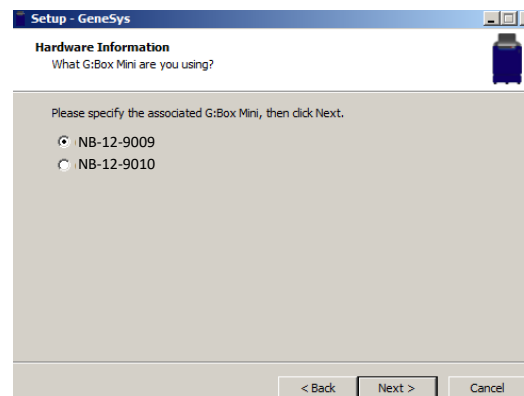 Setup - GeneSys
Hardware Information
What G:Box Mini are you using?
Please specify the associated G:Box Mini, then click Next.
NB-12-9009
NB-12-9010
< Back Next > Cancel